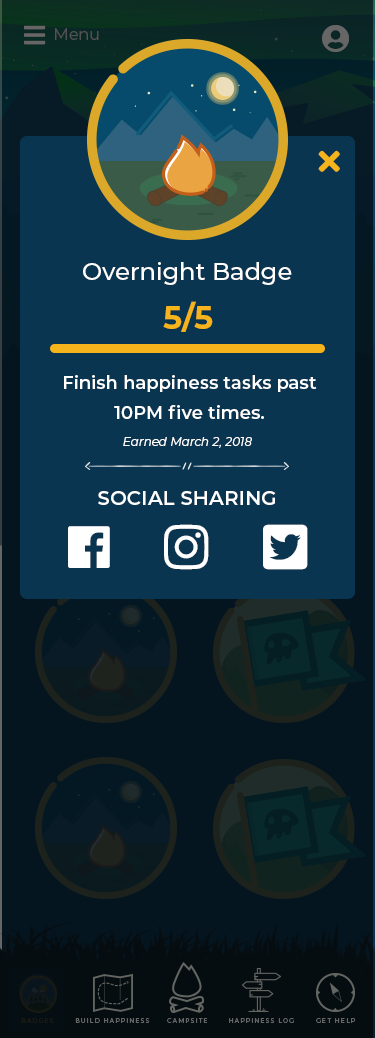 Menu
Overnight Badge
5/5
Finish happiness tasks past
10PM five times.
Earned March 2, 2018
SOCIAL SHARING
BADGES
BUILD HAPPINESS
CAMPSITE
HAPPINESS LOG
GET HELP